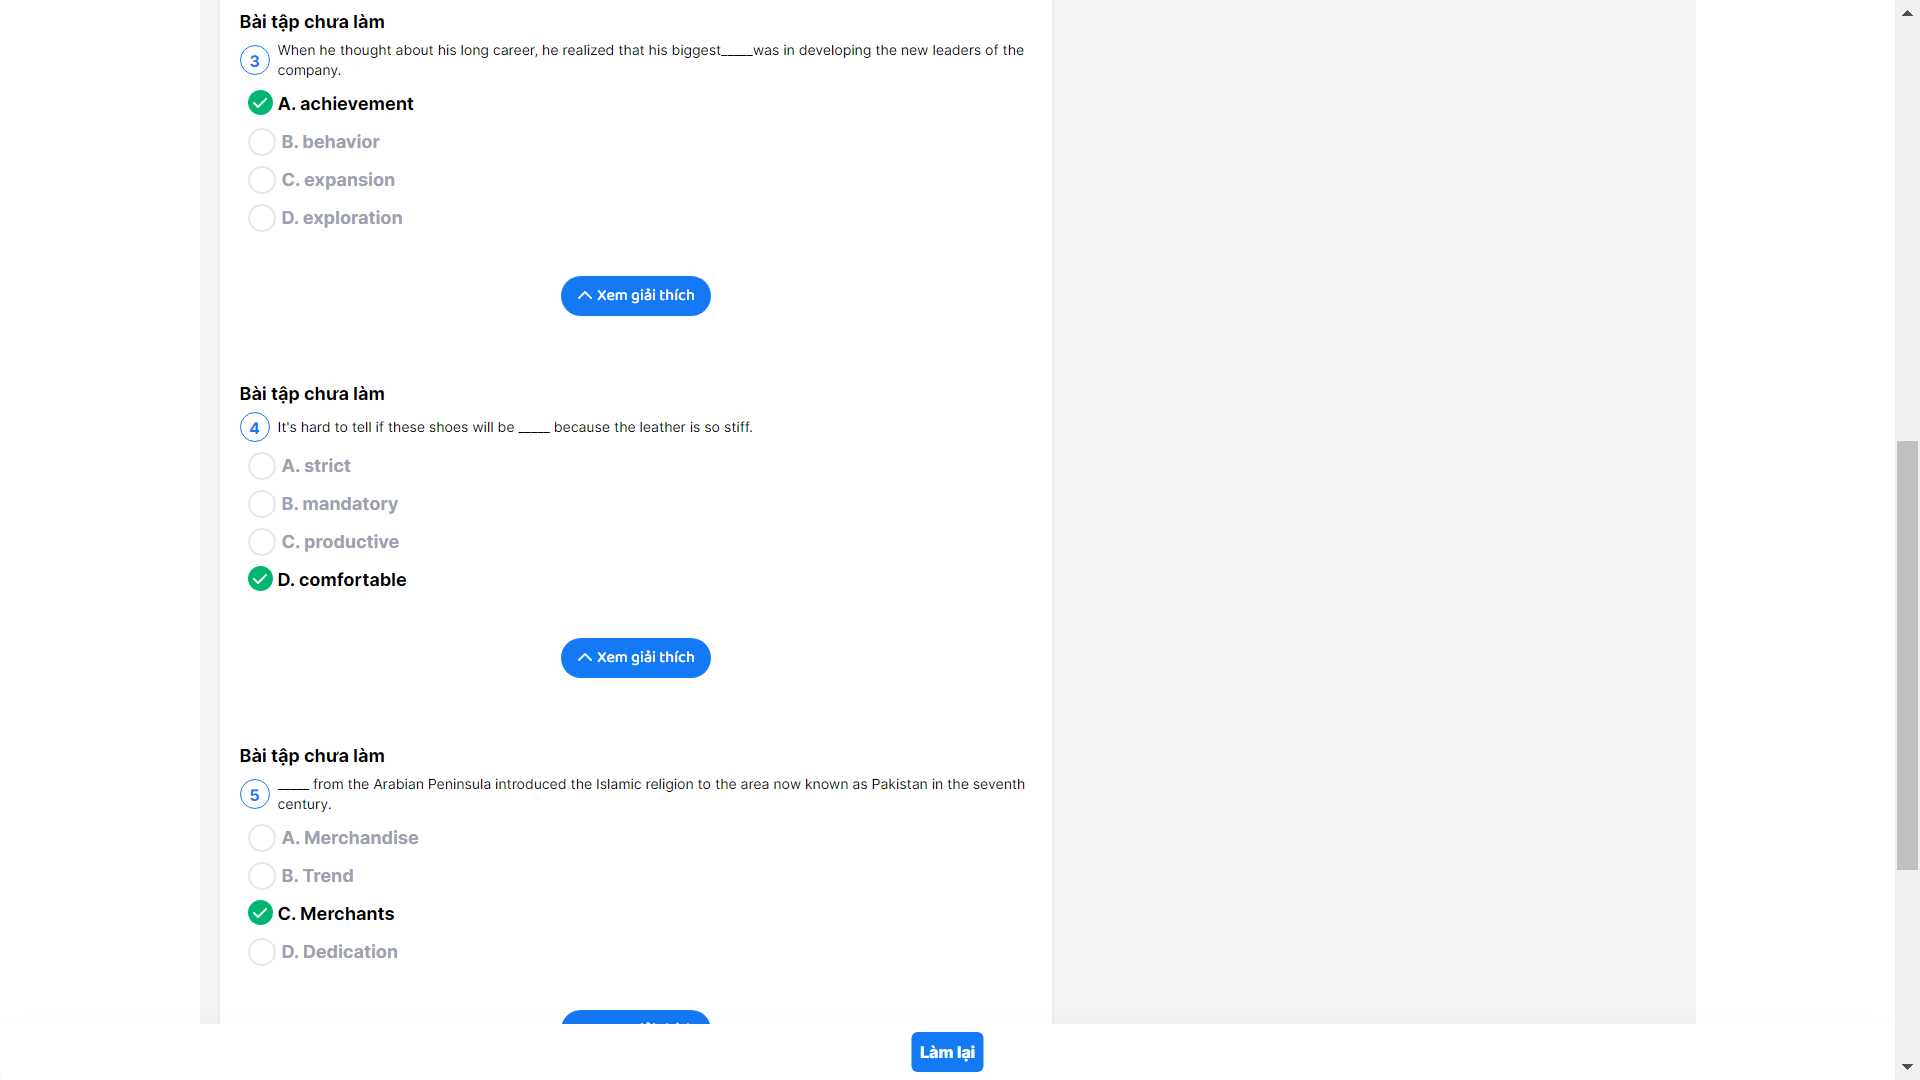 Bài tập chưa làm
3 When he thought about his long career, he realized that his biggest_____was in developing the new leaders of the
company.
A. achievement
B. behavior
C. expansion
D. exploration
Xem giải thích
Bài tập chưa làm
4 It's hard to tell if these shoes will be _____ because the leather is so stiff.
A. strict
B. mandatory
C. productive
D. comfortable
Xem giải thích
Bài tập chưa làm
5 _____ from the Arabian Peninsula introduced the Islamic religion to the area now known as Pakistan in the seventh
century.
A. Merchandise
B. Trend
C. Merchants
D. Dedication
Làm lại